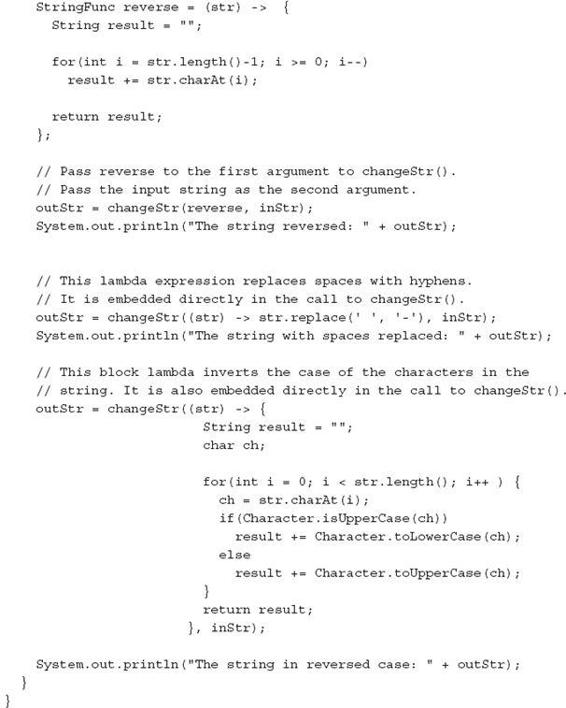 StringFunc reverse = (str) ->  {
  String result = "";

  for(int i = str.length()-1; i >= 0; i--)
    result += str.charAt(i);

  return result;
};

// Pass reverse to the first argument to changeStr().
// Pass the input string as the second argument.
outStr = changeStr(reverse, inStr);
System.out.println("The string reversed: " + outStr);


// This lambda expression replaces spaces with hyphens.
// It is embedded directly in the call to changeStr().
outStr = changeStr((str) -> str.replace(' ', '-'), inStr);
System.out.println("The string with spaces replaced: " + outStr);

// This block lambda inverts the case of the characters in the
// string. It is also embedded directly in the call to changeStr().
outStr = changeStr((str) -> {
                     String result = "";
                     char ch;

                     for(int i = 0; i < str.length(); i++ ) {
                       ch = str.charAt(i);
                       if(Character.isUpperCase(ch))
                         result += Character.toLowerCase(ch);
                       else
                         result += Character.toUpperCase(ch);
                     }
                     return result;
                   }, inStr);

System.out.println("The string in reversed case: " + outStr);
}
}